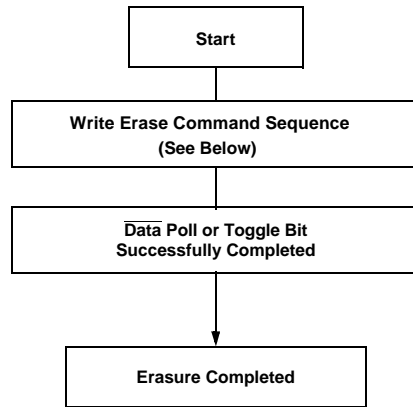 Start
Write Erase Command Sequence
(See Below)
Data Poll or Toggle Bit
Successfully Completed
Erasure Completed